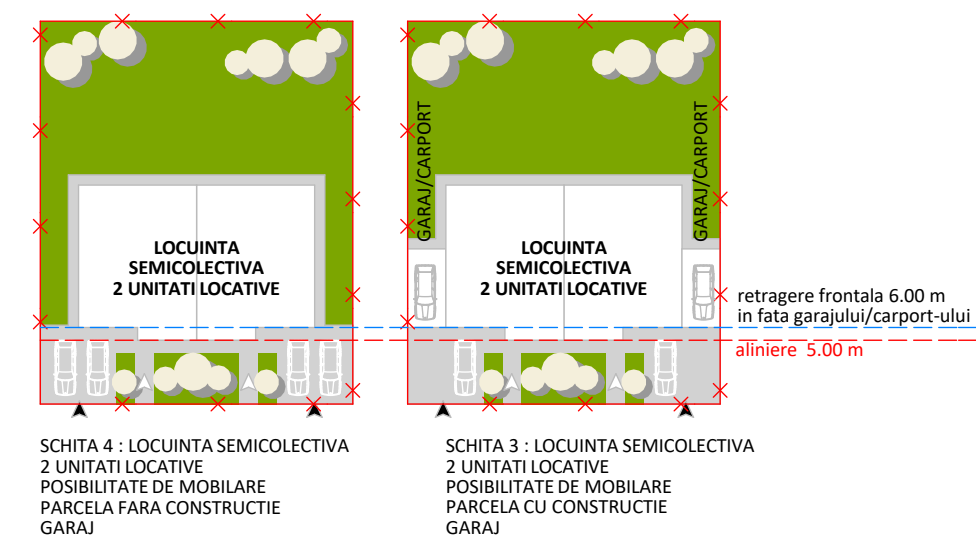 LOCUINTA
SEMICOLECTIVA
2 UNITATI LOCATIVE
GARAJ/CARPORT
LOCUINTA
SEMICOLECTIVA
2 UNITATI LOCATIVE
GARAJ/CARPORT
retragere frontala 6.00 m
in fata garajului/carport-ului
aliniere 5.00 m
SCHITA 4 : LOCUINTA SEMICOLECTIVA
2 UNITATI LOCATIVE
POSIBILITATE DE MOBILARE
PARCELA FARA CONSTRUCTIE
GARAJ
SCHITA 3 : LOCUINTA SEMICOLECTIVA
2 UNITATI LOCATIVE
POSIBILITATE DE MOBILARE
PARCELA CU CONSTRUCTIE
GARAJ